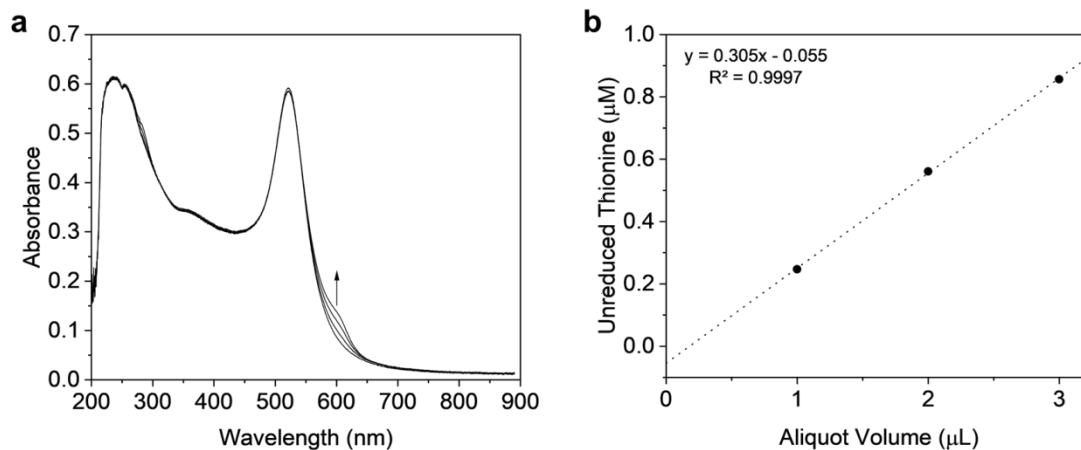 a
0.7
0.6
0.5
0.4
0.3
0.2
0.1
0.0
Absorbance
200 300 400 500 600 700 800 900
Wavelength (nm)
b
y = 0.305x - 0.055
R² = 0.9997
1.0
0.8
0.6
0.4
0.2
0.0
Unreduced Thionine (μM)
0 1 2 3
Aliquot Volume (μL)